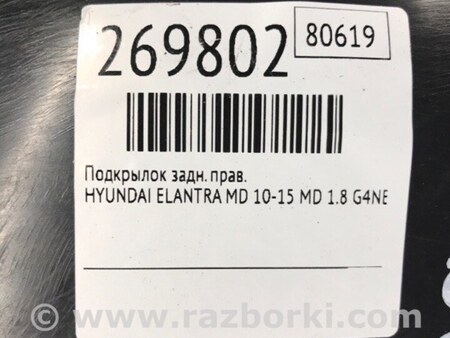 269802
80619
Подкрылок задн. прав.
HYUNDAI ELANTRA MD 10-15 MD 1.8 G4NE
© www.razborki.com